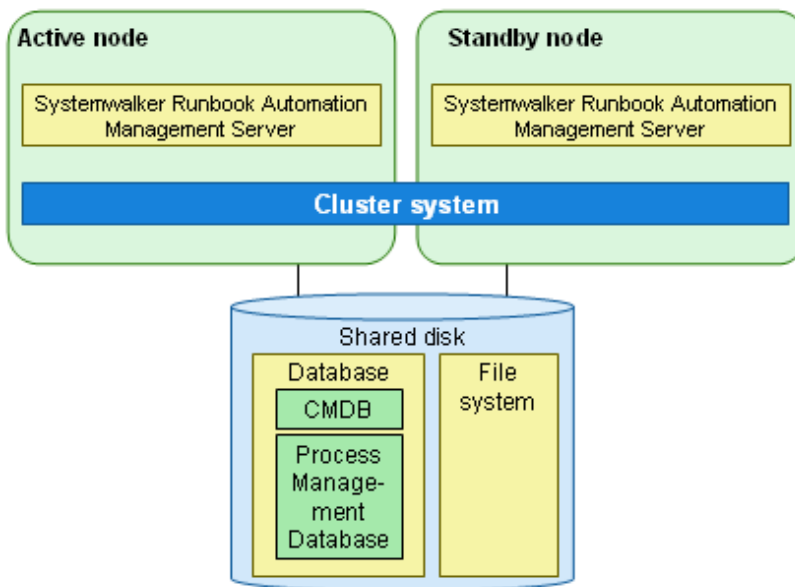 Active node
Standby node
Systemwalker Runbook Automation
Management Server
Systemwalker Runbook Automation
Management Server
Cluster system
Shared disk
Database
CMDB
Process
Manage-
ment
Database
File
system